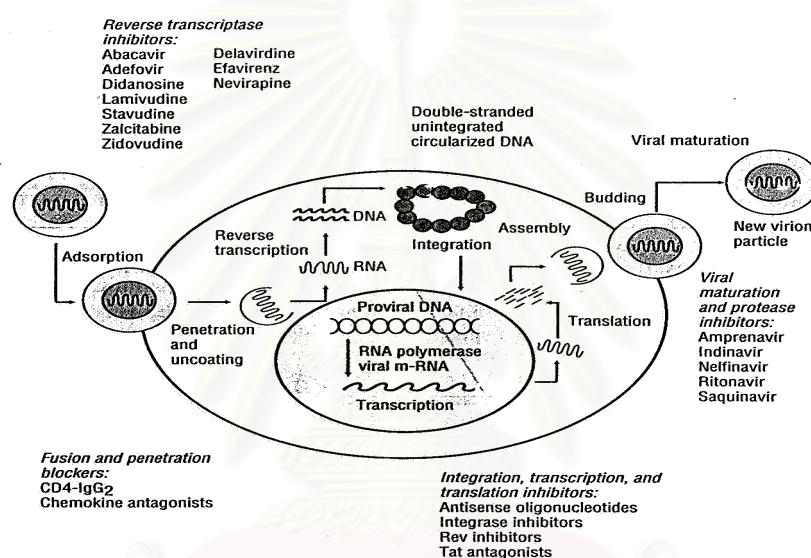 Reverse transcriptase
inhibitors:
Abacavir Delavirdine
Adefovir Efavirenz
Didanosine Nevirapine
Lamivudine
Stavudine
Zalcitabine
Zidovudine
Double-stranded
unintegrated
circularized DNA
Viral maturation
Budding
New virion
particle
Adsorption
Reverse
transcription
DNA
RNA
Integration
Assembly
Penetration
and
uncoating
Proviral DNA
RNA polymerase
viral m-RNA
Transcription
Translation
Viral
maturation
and protease
inhibitors:
Amprenavir
Indinavir
Nelfinavir
Ritonavir
Saquinavir
Fusion and penetration
blockers:
CD4-IgG2
Chemokine antagonists
Integration, transcription, and
translation inhibitors:
Antisense oligonucleotides
Integrase inhibitors
Rev inhibitors
Tat antagonists